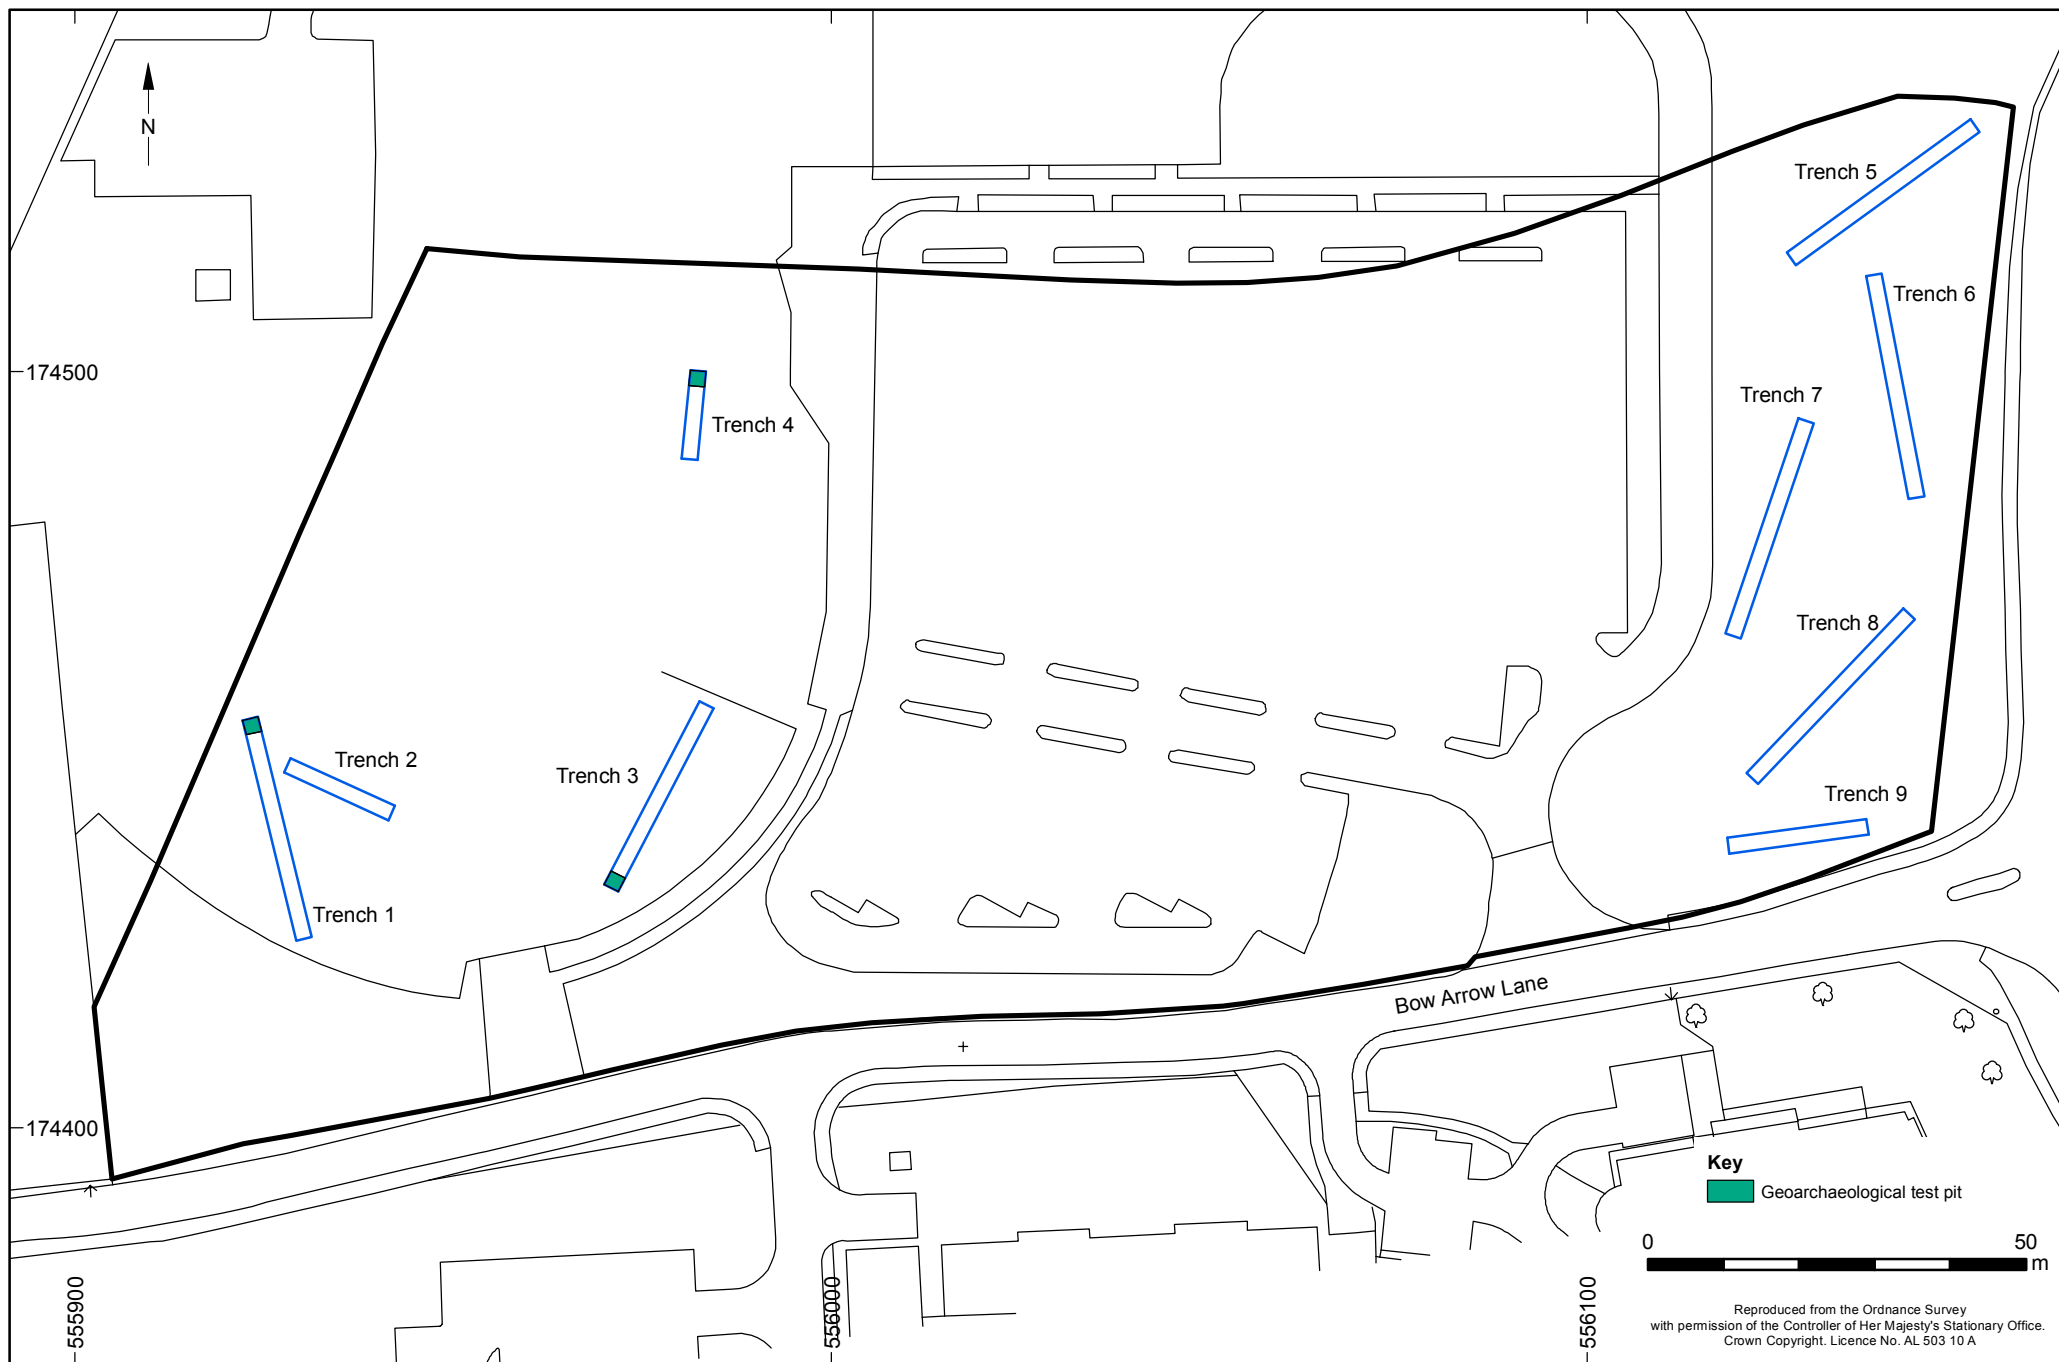 N
Trench 5
Trench 6
174500
Trench 7
Trench 4
Trench 8
Trench 2
Trench 3
Trench 9
Trench 1
Bow Arrow Lane
174400
Key
Geoarchaeological test pit
0 50
m
555900
556000
556100
Reproduced from the Ordnance Survey
with permission of the Controller of Her Majesty's Stationary Office.
Crown Copyright. Licence No. AL 503 10 A